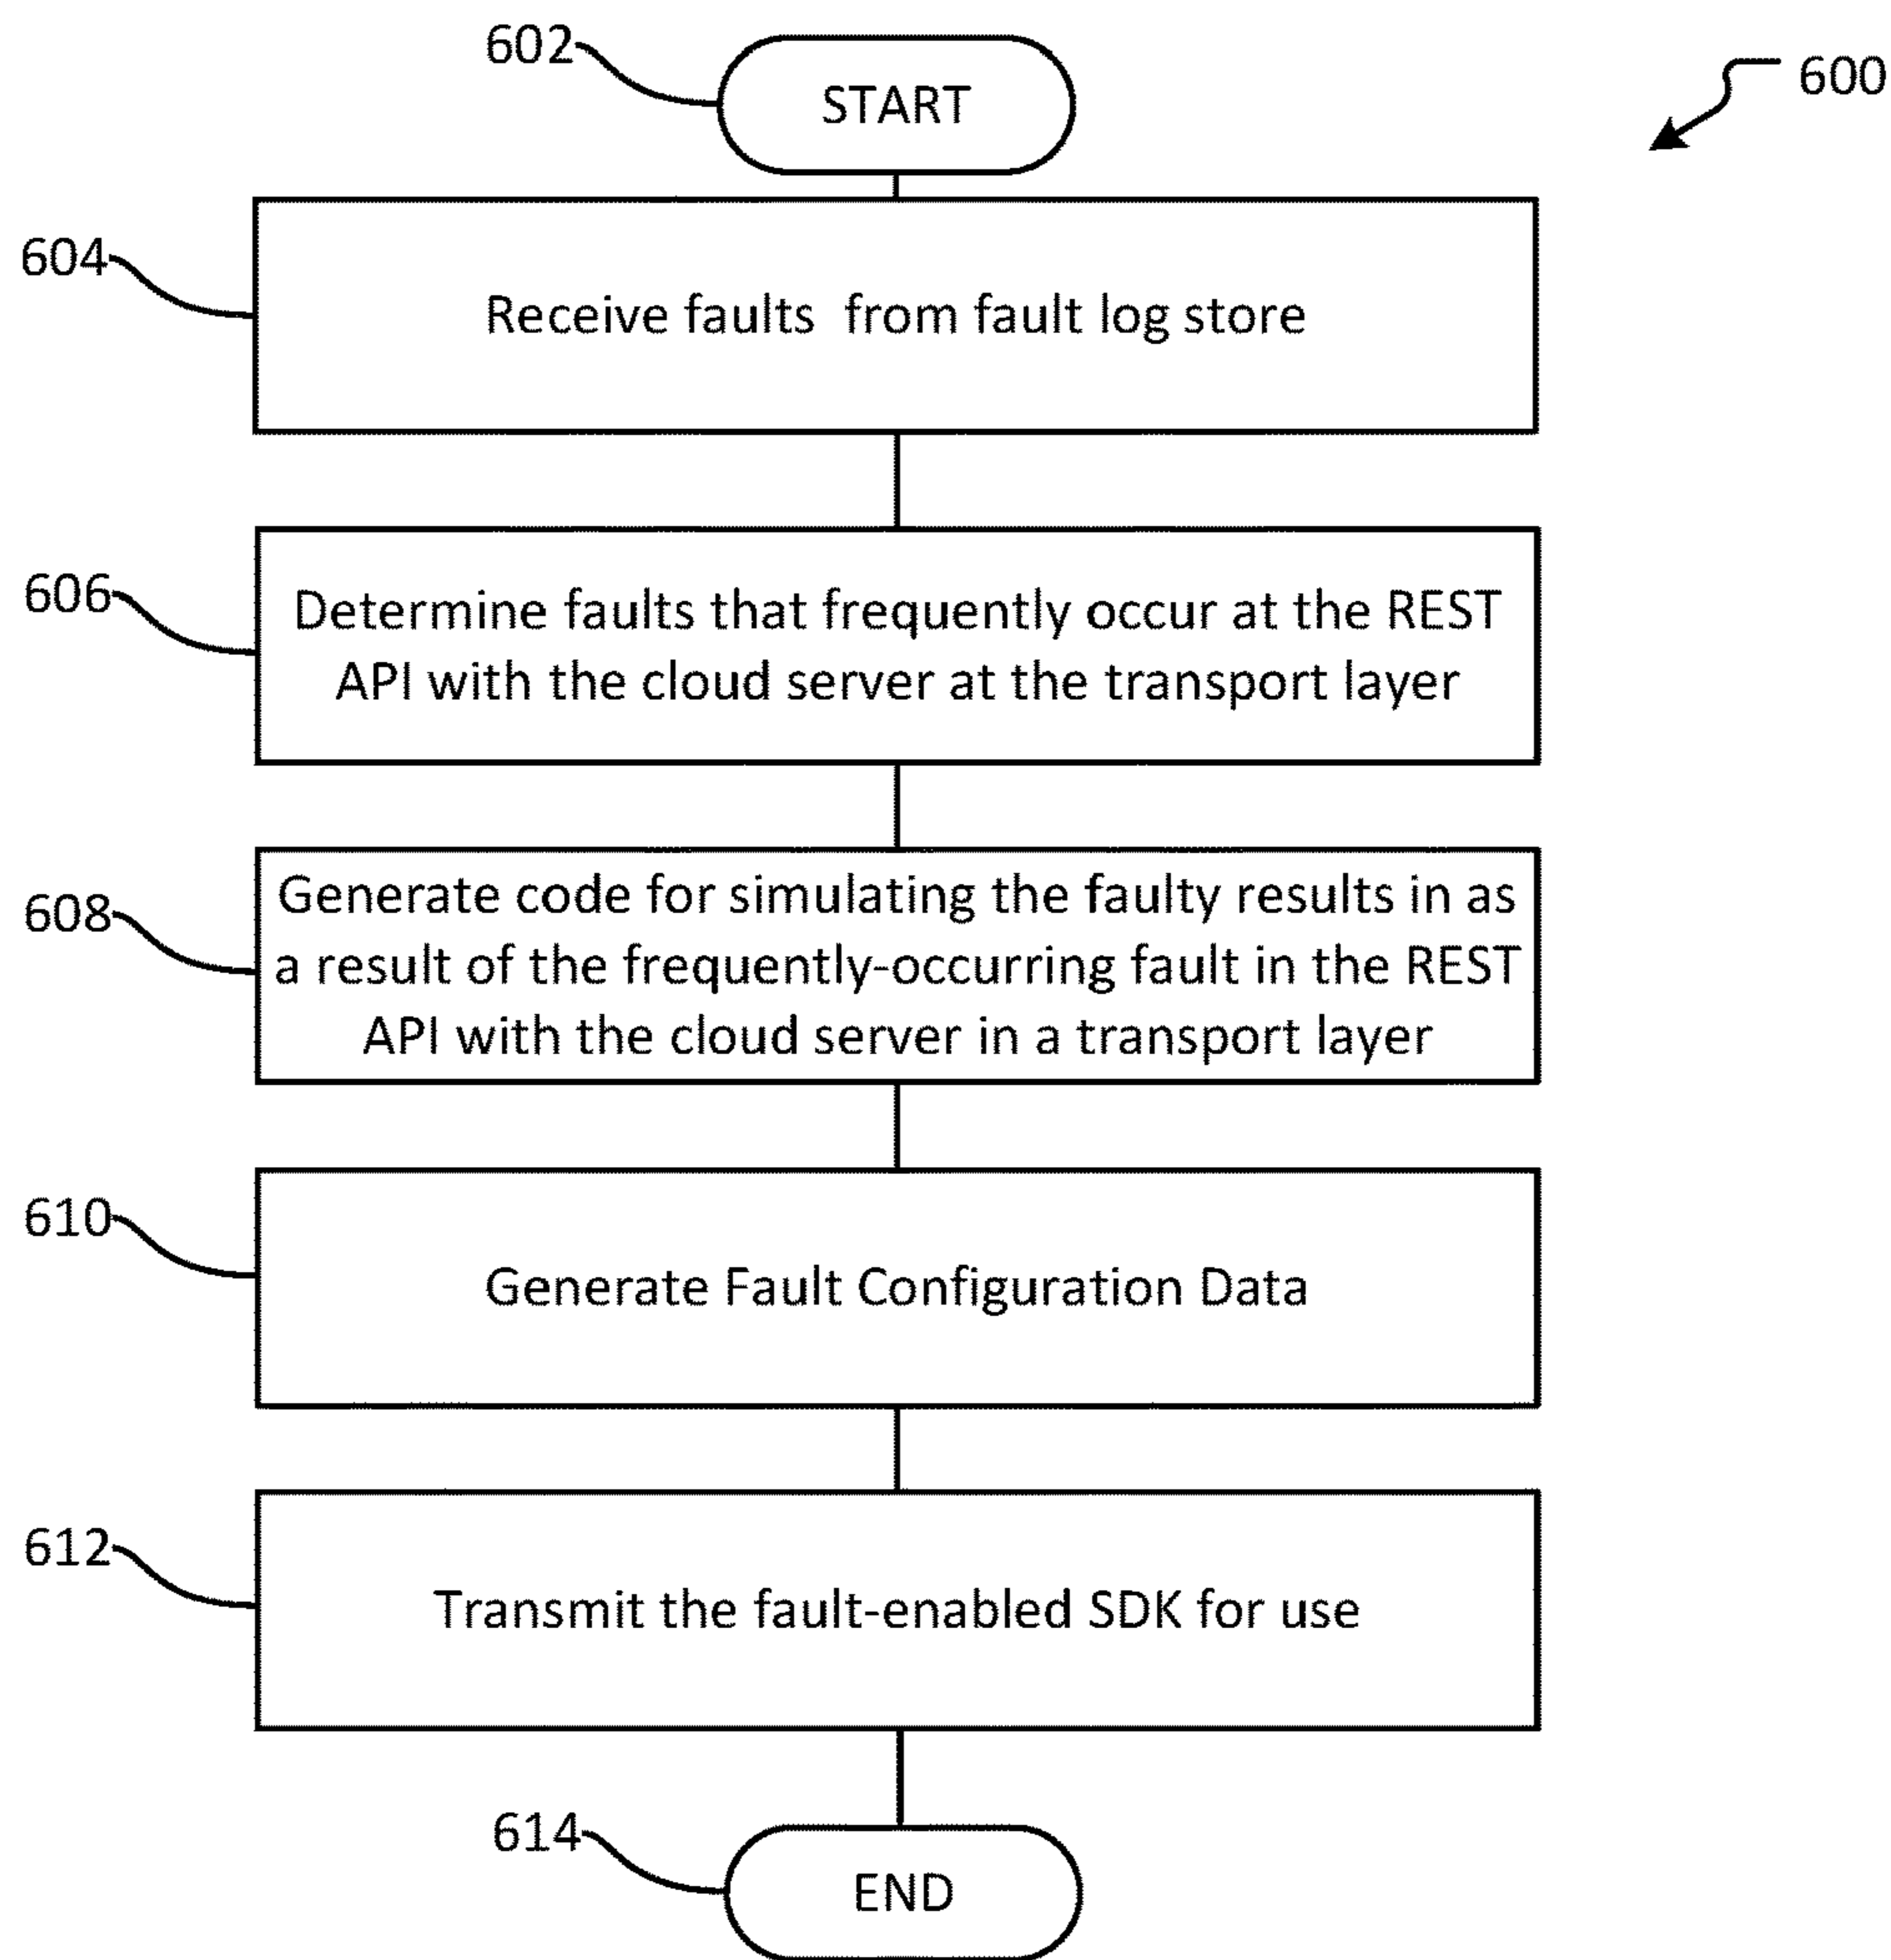 602
START
600
604
Receive faults from fault log store
606
Determine faults that frequently occur at the REST
API with the cloud server at the transport layer
608
Generate code for simulating the faulty results in as
a result of the frequently-occurring fault in the REST
API with the cloud server in a transport layer
610
Generate Fault Configuration Data
612
Transmit the fault-enabled SDK for use
614
END